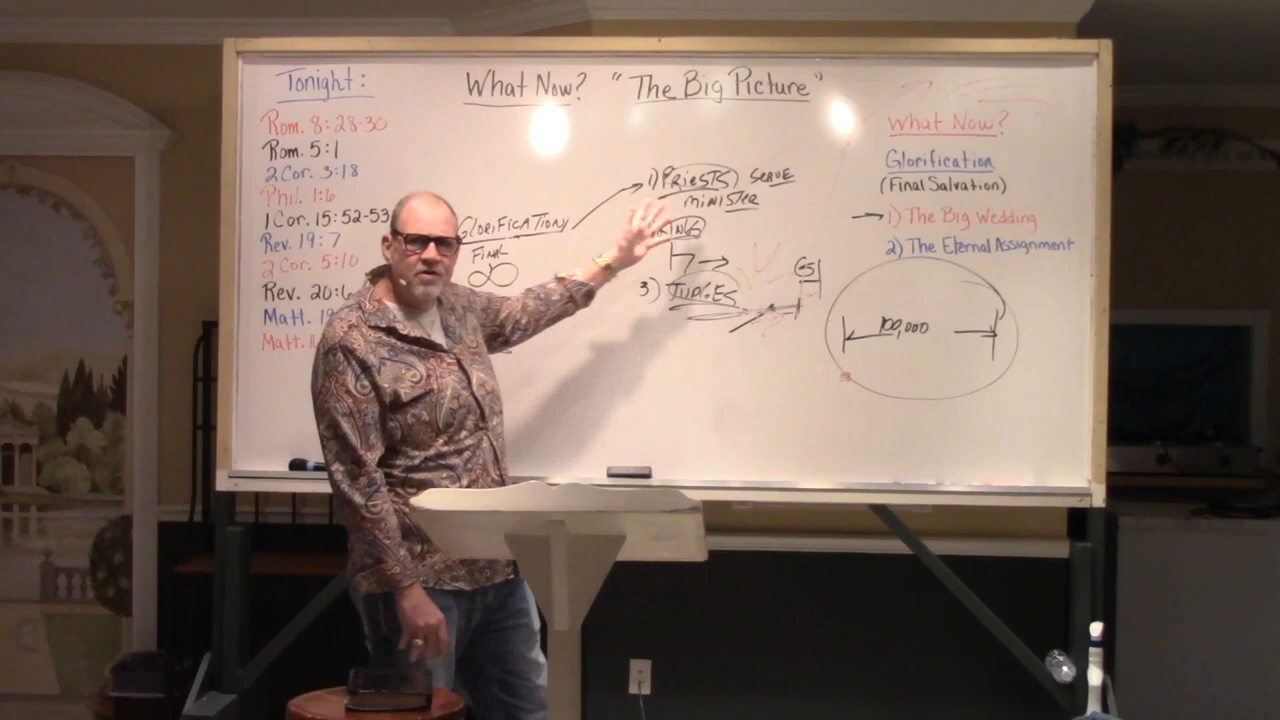 Tonight:
Rom. 8:28-30
Rom. 5:1
2 Cor. 3:18
Phil. 1:6
1 Cor. 15:52-53
Rev. 19:7
2 Cor. 5:10
Rev. 20:6
Matt. 19
Matt.
What Now? "The Big Picture"
GLORIFICATION
FINAL
1) PRIESTS SERVE
MINISTER
KINGS
3) JUDGES
What Now?
Glorification
(Final Salvation)
1) The Big Wedding
2) The Eternal Assignment
100,000